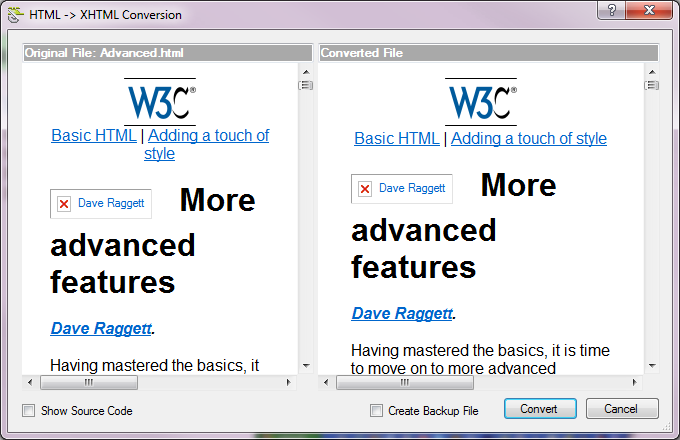 HTML -> XHTML Conversion
Original File: Advanced.html
W3C®
Basic HTML | Adding a touch of
style
Dave Raggett
More
advanced
features
Dave Raggett.
Having mastered the basics, it
Converted File
W3C®
Basic HTML | Adding a touch of style
Dave Raggett
More
advanced
features
Dave Raggett.
Having mastered the basics, it is time
to move on to more advanced
Show Source Code
Create Backup File
Convert
Cancel